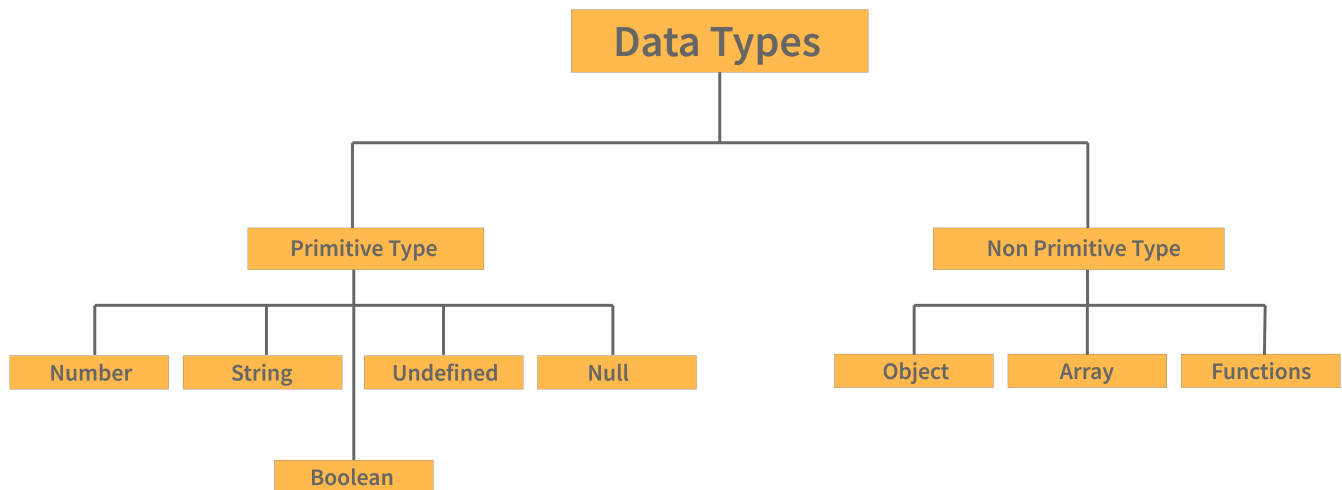 Data Types
Primitive Type
Non Primitive Type
Number
String
Undefined
Null
Object
Array
Functions
Boolean